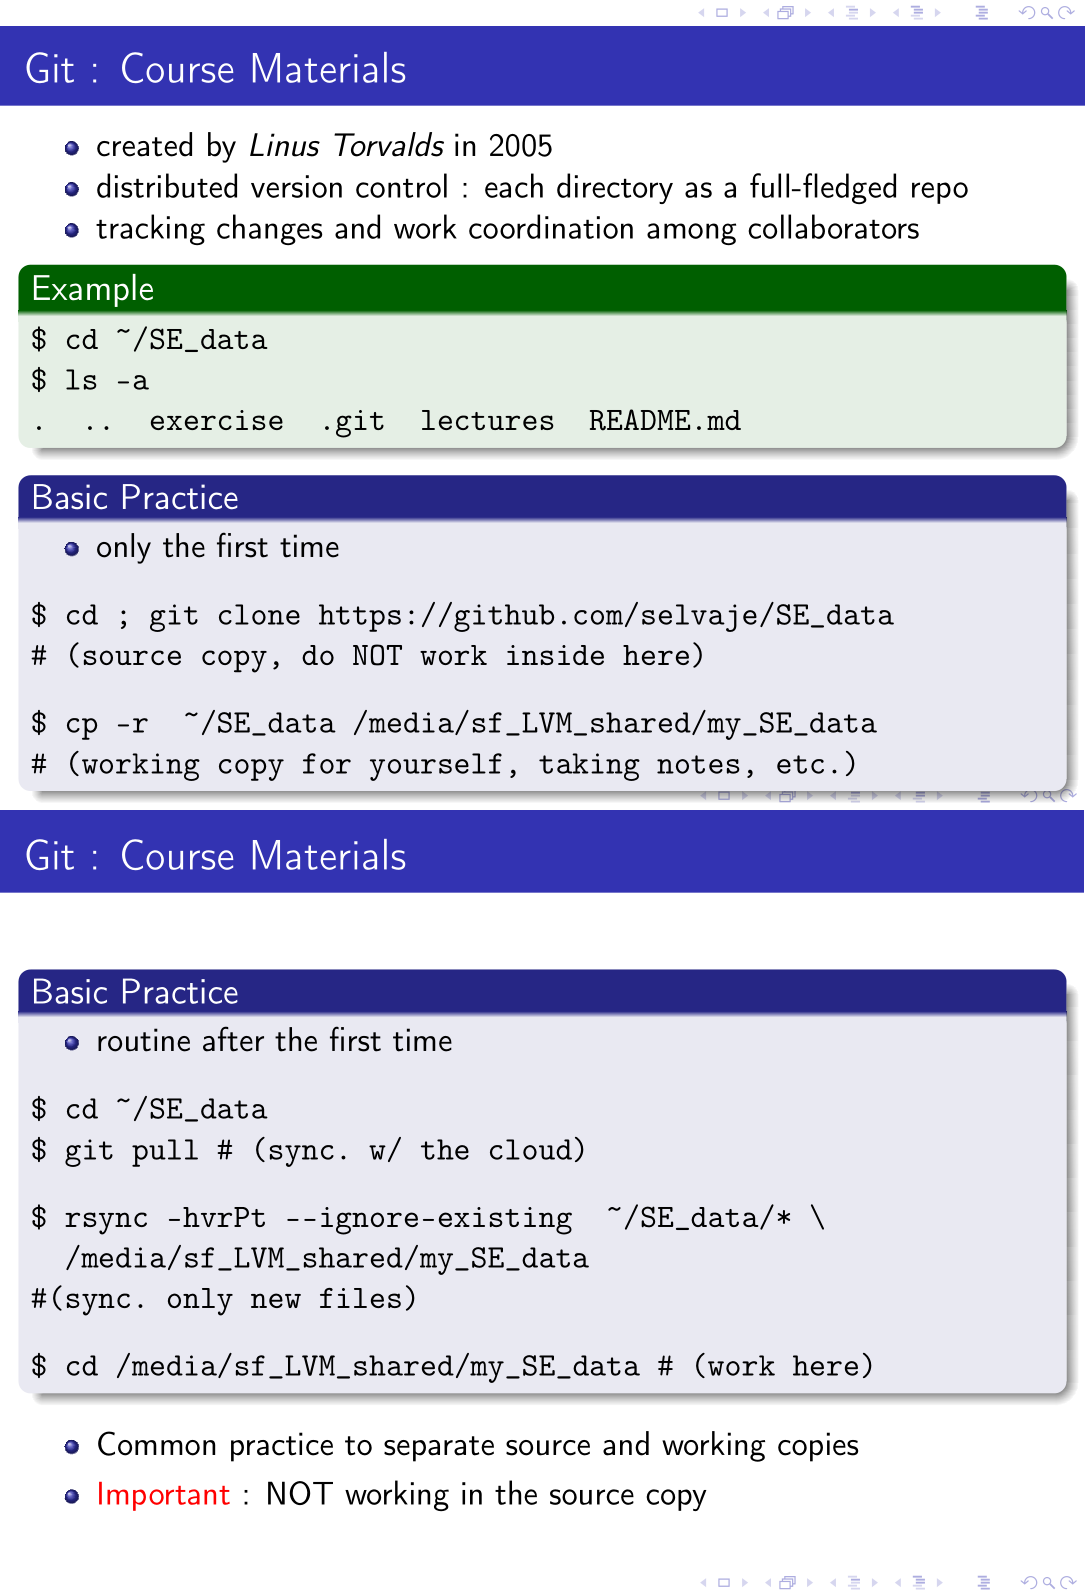 Git : Course Materials
created by Linus Torvalds in 2005
distributed version control : each directory as a full-fledged repo
tracking changes and work coordination among collaborators
Example
$ cd ~/SE_data
$ ls -a
. .. exercise .git lectures README.md
Basic Practice
only the first time
$ cd ; git clone https://github.com/selvaje/SE_data
# (source copy, do NOT work inside here)
$ cp -r ~/SE_data /media/sf_LVM_shared/my_SE_data
# (working copy for yourself, taking notes, etc.)
Git : Course Materials
Basic Practice
routine after the first time
$ cd ~/SE_data
$ git pull # (sync. w/ the cloud)
$ rsync -hvrPt --ignore-existing ~/SE_data/* \
/media/sf_LVM_shared/my_SE_data
#(sync. only new files)
$ cd /media/sf_LVM_shared/my_SE_data # (work here)
Common practice to separate source and working copies
Important : NOT working in the source copy